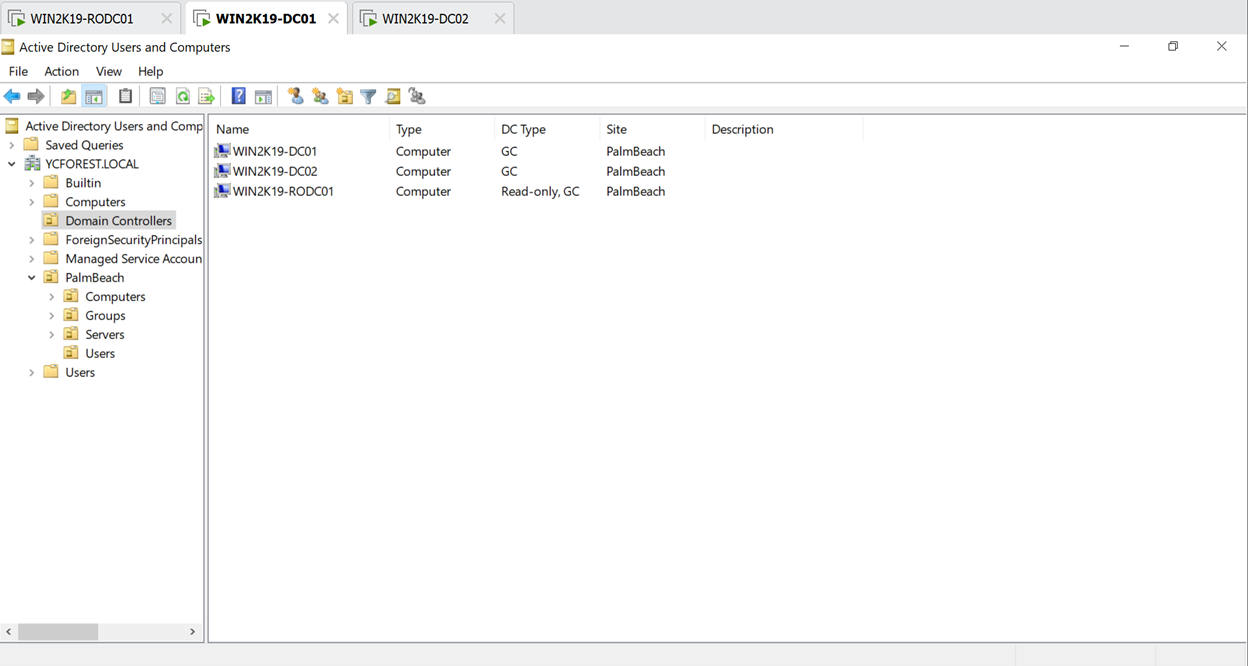 WIN2K19-RODC01 WIN2K19-DC01 WIN2K19-DC02
Active Directory Users and Computers
File Action View Help
Active Directory Users and Comp
Saved Queries
YCFOREST.LOCAL
Builtin
Computers
Domain Controllers
ForeignSecurityPrincipals
Managed Service Accoun
PalmBeach
Computers
Groups
Servers
Users
Users
Name Type DC Type Site Description
WIN2K19-DC01 Computer GC PalmBeach
WIN2K19-DC02 Computer GC PalmBeach
WIN2K19-RODC01 Computer Read-only, GC PalmBeach